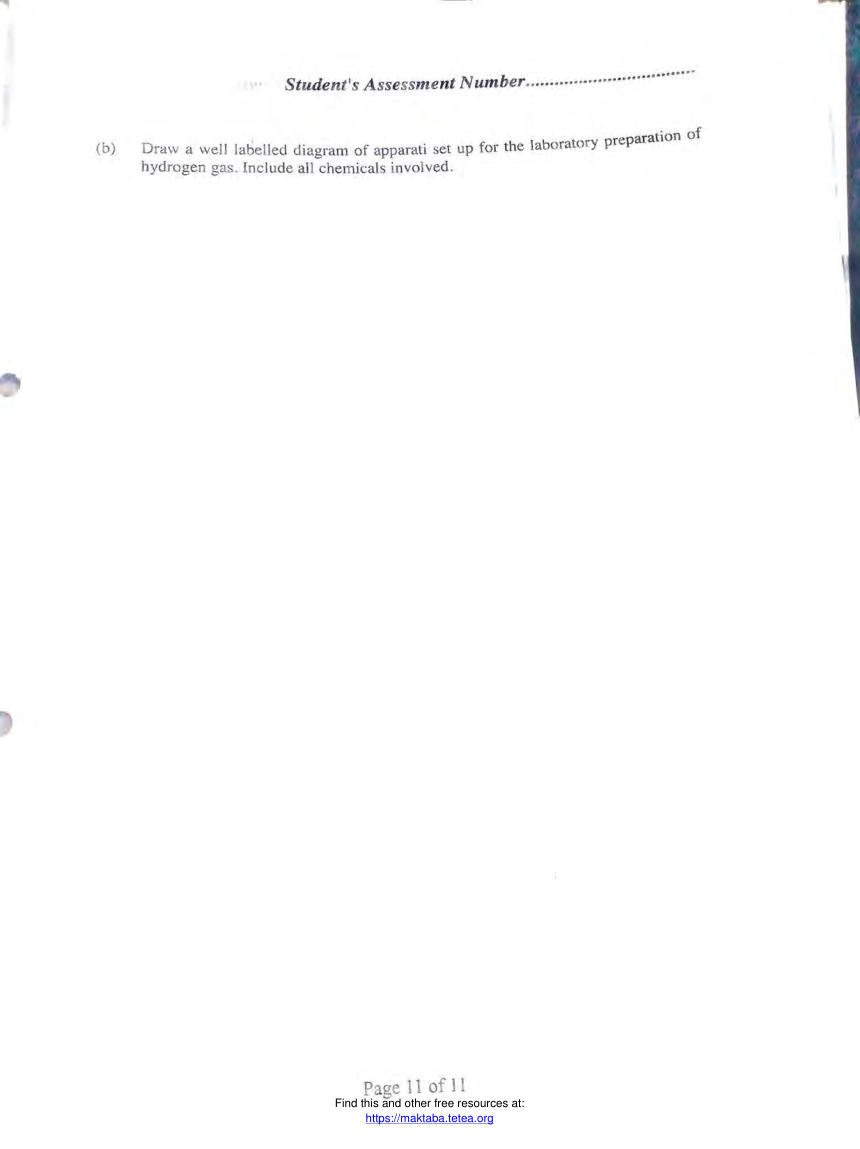 Student's Assessment Number....................................
(b) Draw a well labelled diagram of apparati set up for the laboratory preparation of
hydrogen gas. Include all chemicals involved.
Page 11 of 11
Find this and other free resources at:
https://maktaba.tetea.org